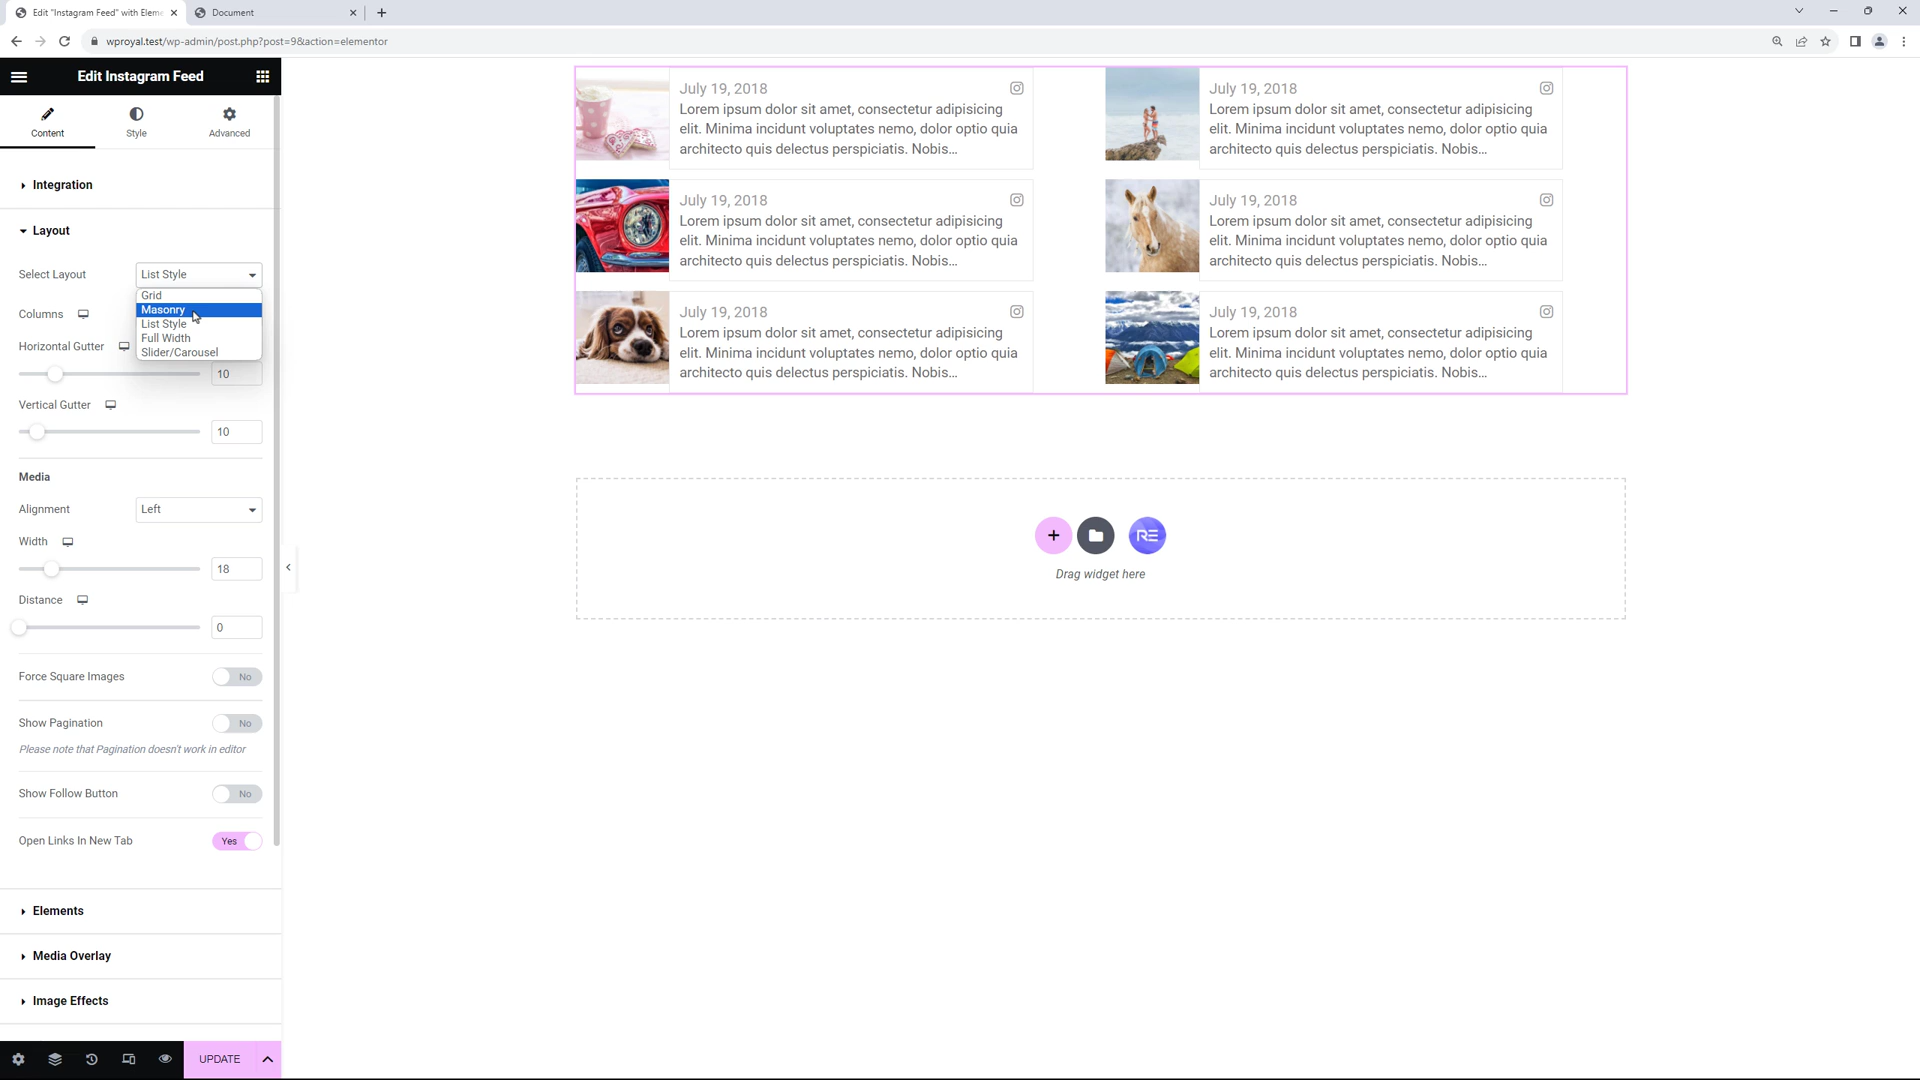 Edit "Instagram Feed" with Eleme
Document
wproyal.test/wp-admin/post.php?post=9&action=elementor
Edit Instagram Feed
Content
Style
Advanced
Integration
Layout
Select Layout
List Style
Grid
Masonry
List Style
Full Width
Slider/Carousel
Columns
Horizontal Gutter
10
Vertical Gutter
10
Media
Alignment
Left
Width
18
Distance
0
Force Square Images
No
Show Pagination
No
Please note that Pagination doesn't work in editor
Show Follow Button
No
Open Links In New Tab
Yes
Elements
Media Overlay
Image Effects
UPDATE
July 19, 2018
Lorem ipsum dolor sit amet, consectetur adipisicing
elit. Minima incidunt voluptates nemo, dolor optio quia
architecto quis delectus perspiciatis. Nobis...
July 19, 2018
Lorem ipsum dolor sit amet, consectetur adipisicing
elit. Minima incidunt voluptates nemo, dolor optio quia
architecto quis delectus perspiciatis. Nobis...
July 19, 2018
Lorem ipsum dolor sit amet, consectetur adipisicing
elit. Minima incidunt voluptates nemo, dolor optio quia
architecto quis delectus perspiciatis. Nobis...
July 19, 2018
Lorem ipsum dolor sit amet, consectetur adipisicing
elit. Minima incidunt voluptates nemo, dolor optio quia
architecto quis delectus perspiciatis. Nobis...
July 19, 2018
Lorem ipsum dolor sit amet, consectetur adipisicing
elit. Minima incidunt voluptates nemo, dolor optio quia
architecto quis delectus perspiciatis. Nobis...
July 19, 2018
Lorem ipsum dolor sit amet, consectetur adipisicing
elit. Minima incidunt voluptates nemo, dolor optio quia
architecto quis delectus perspiciatis. Nobis...
RE
Drag widget here